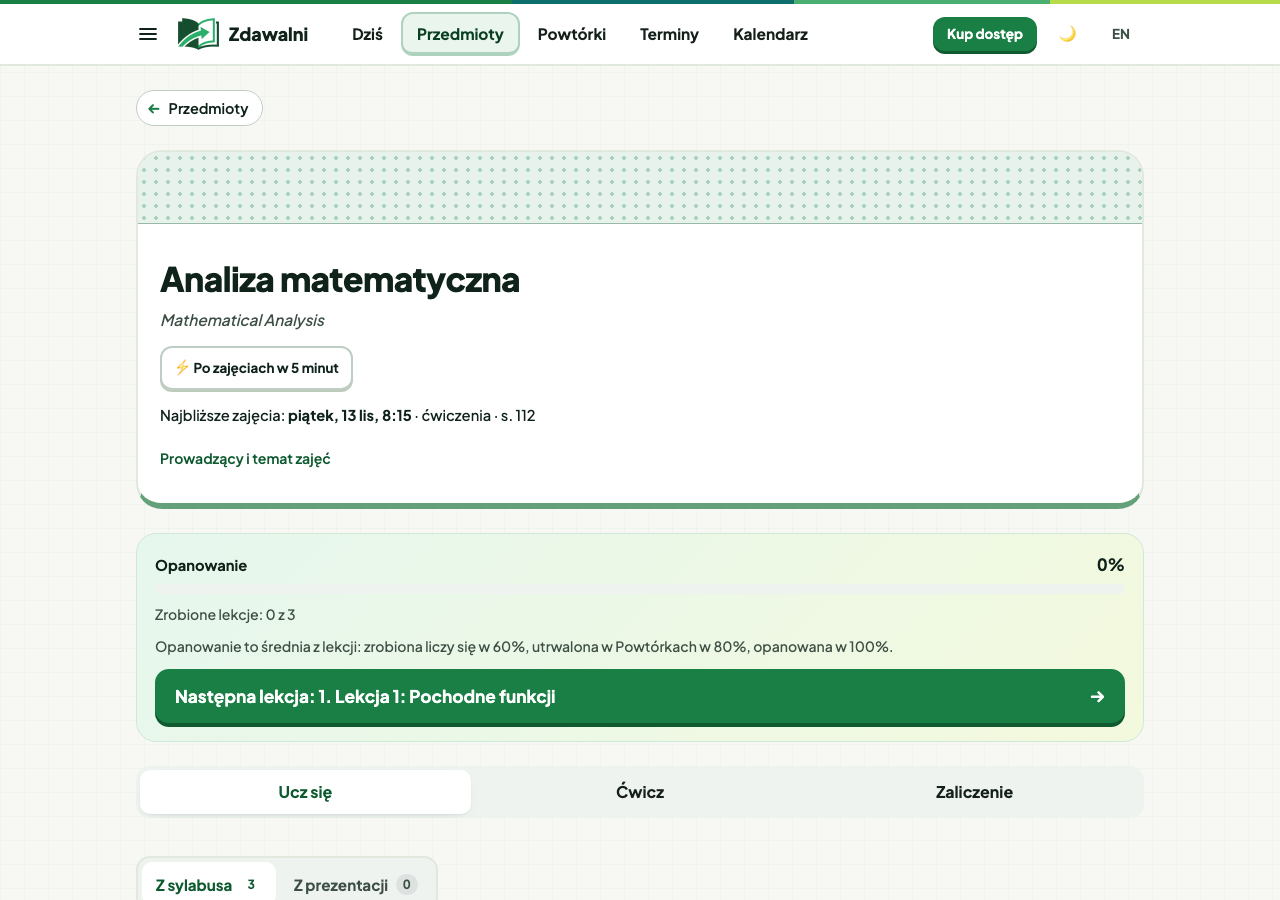 Zdawalni
Dziś
Przedmioty
Powtórki
Terminy
Kalendarz
Kup dostęp
EN
← Przedmioty
Analiza matematyczna
Mathematical Analysis
⚡ Po zajęciach w 5 minut
Najbliższe zajęcia: piątek, 13 lis, 8:15 · ćwiczenia · s. 112
Prowadzący i temat zajęć
Opanowanie 0%
Zrobione lekcje: 0 z 3
Opanowanie to średnia z lekcji: zrobiona liczy się w 60%, utrwalona w Powtórkach w 80%, opanowana w 100%.
Następna lekcja: 1. Lekcja 1: Pochodne funkcji →
Ucz się
Ćwicz
Zaliczenie
Z sylabusa 3
Z prezentacji 0